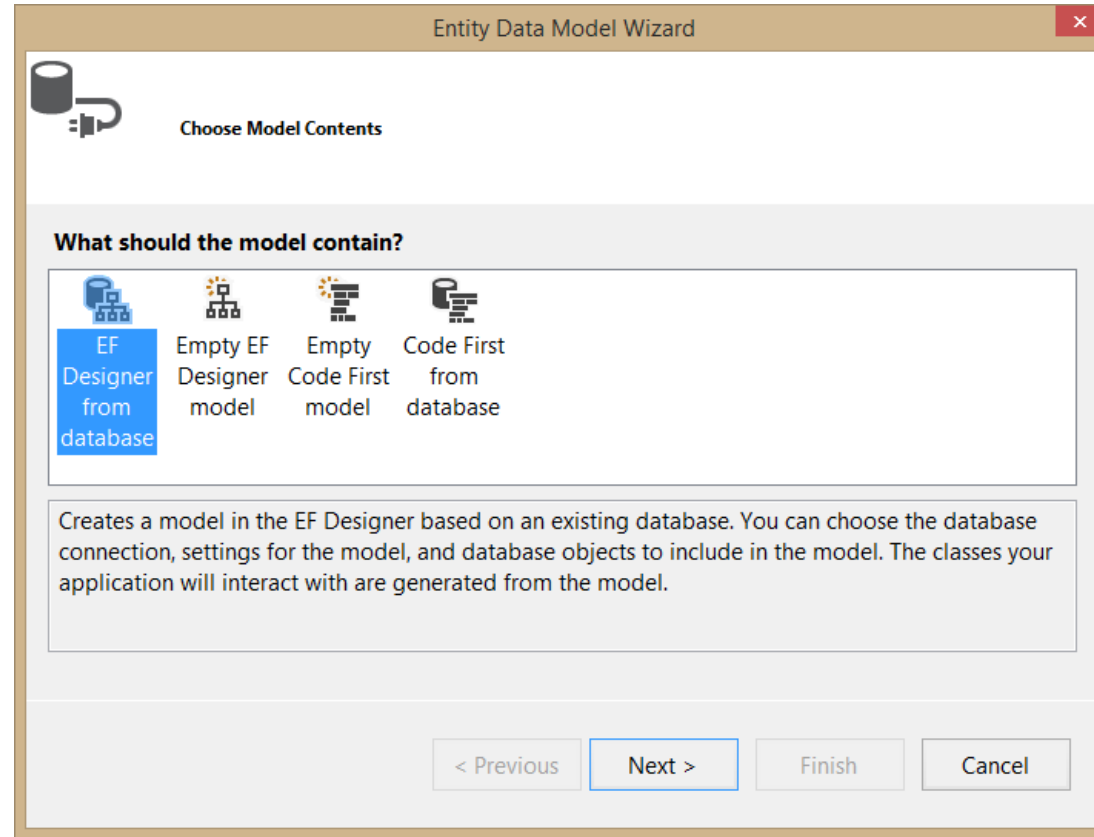 Entity Data Model Wizard
Choose Model Contents
What should the model contain?
EF
Designer
from
database
Empty EF
Designer
model
Empty
Code First
model
Code First
from
database
Creates a model in the EF Designer based on an existing database. You can choose the database
connection, settings for the model, and database objects to include in the model. The classes your
application will interact with are generated from the model.
< Previous
Next >
Finish
Cancel